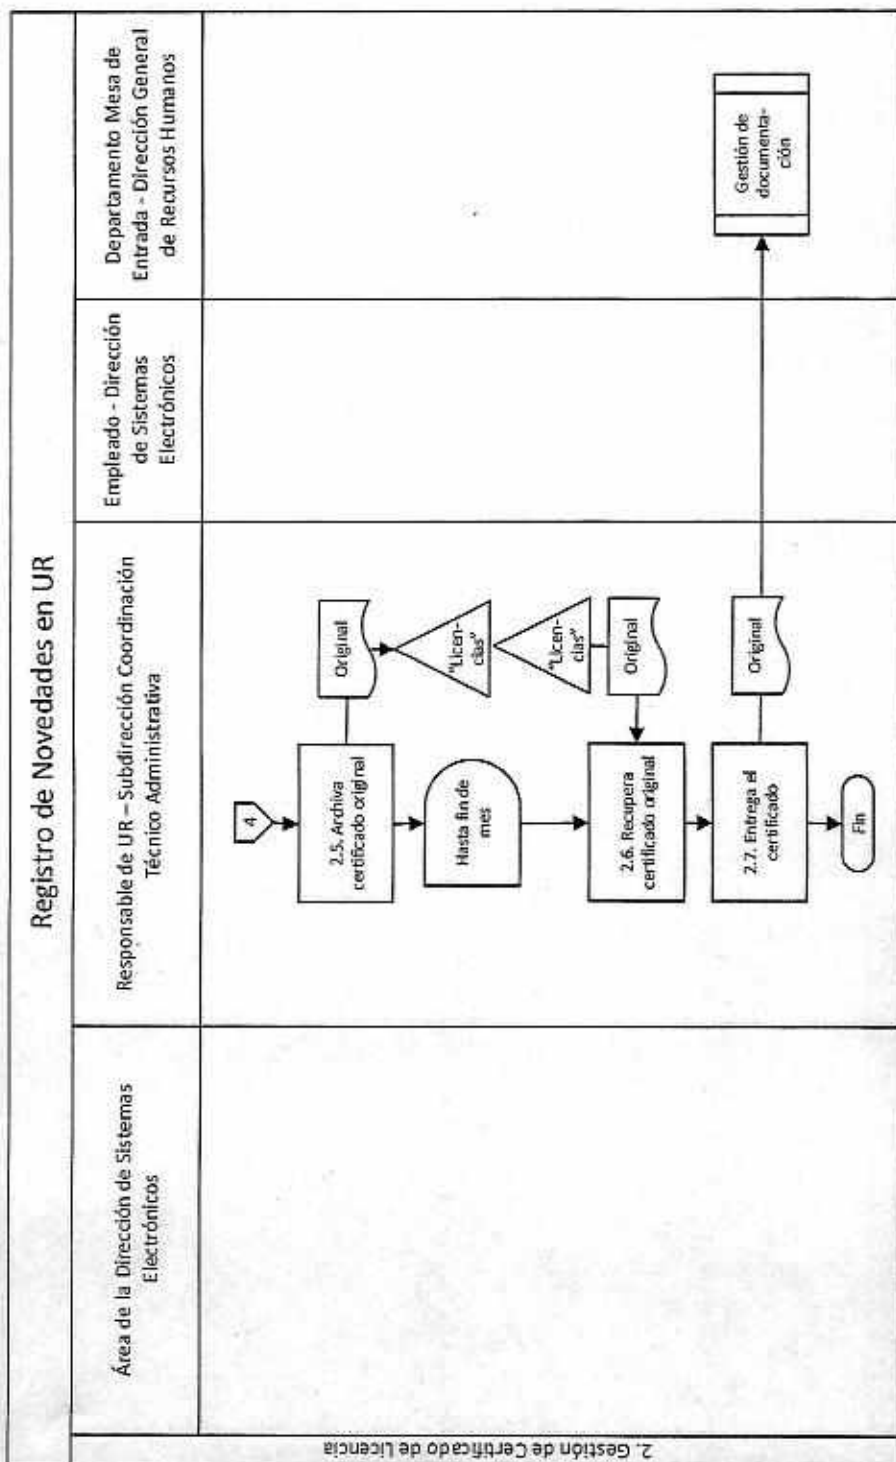 Registro de Novedades en UR
Área de la Dirección de Sistemas
Electrónicos
Responsable de UR – Subdirección Coordinación
Técnico Administrativa
Empleado - Dirección
de Sistemas
Electrónicos
Departamento Mesa de
Entrada - Dirección General
de Recursos Humanos
2. Gestión de Certificado de Licencia
4
2.5. Archiva
certificado original
Original
"Licen-
cias"
Hasta fin de
mes
"Licen-
cias"
2.6. Recupera
certificado original
Original
2.7. Entrega el
certificado
Original
Gestión de
documenta-
ción
Fin